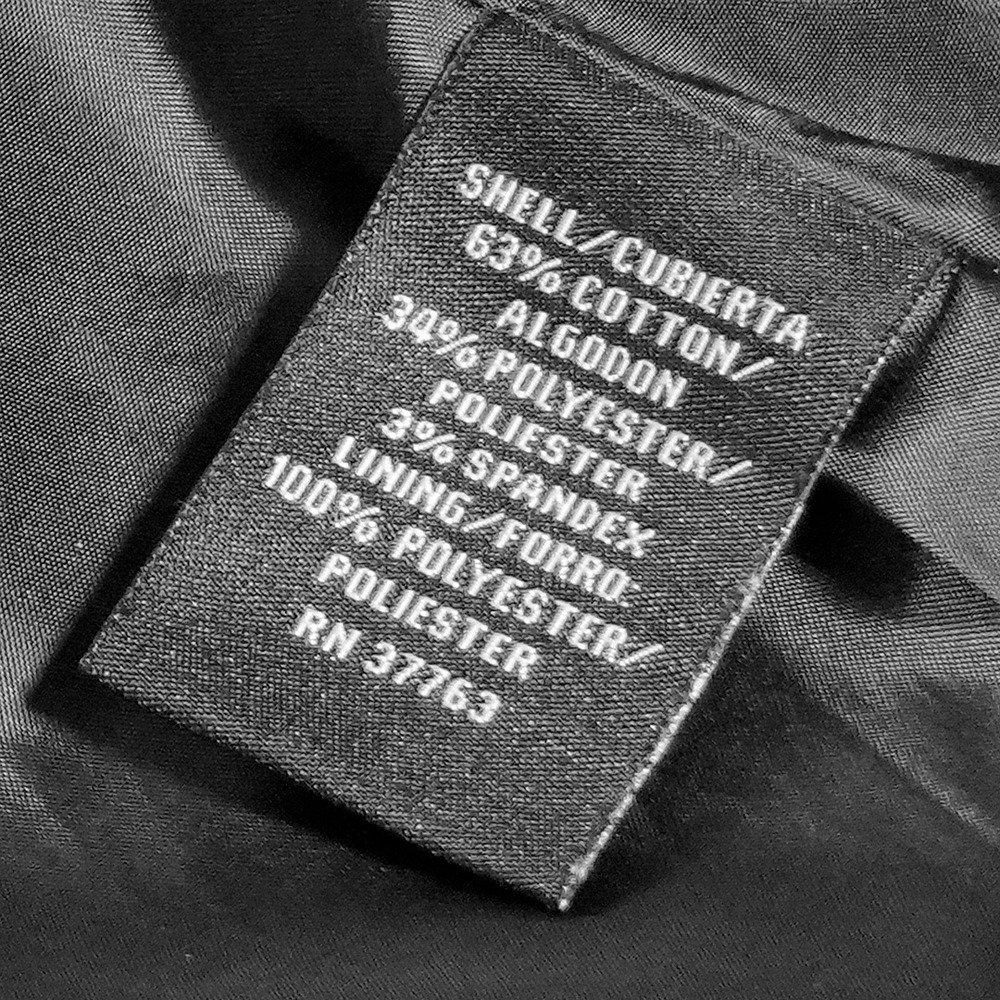 SHELL/CUBIERTA:
63% COTTON/
ALGODON
34% POLYESTER/
POLIESTER
3% SPANDEX
LINING/FORRO:
100% POLYESTER/
POLIESTER
RN 37763